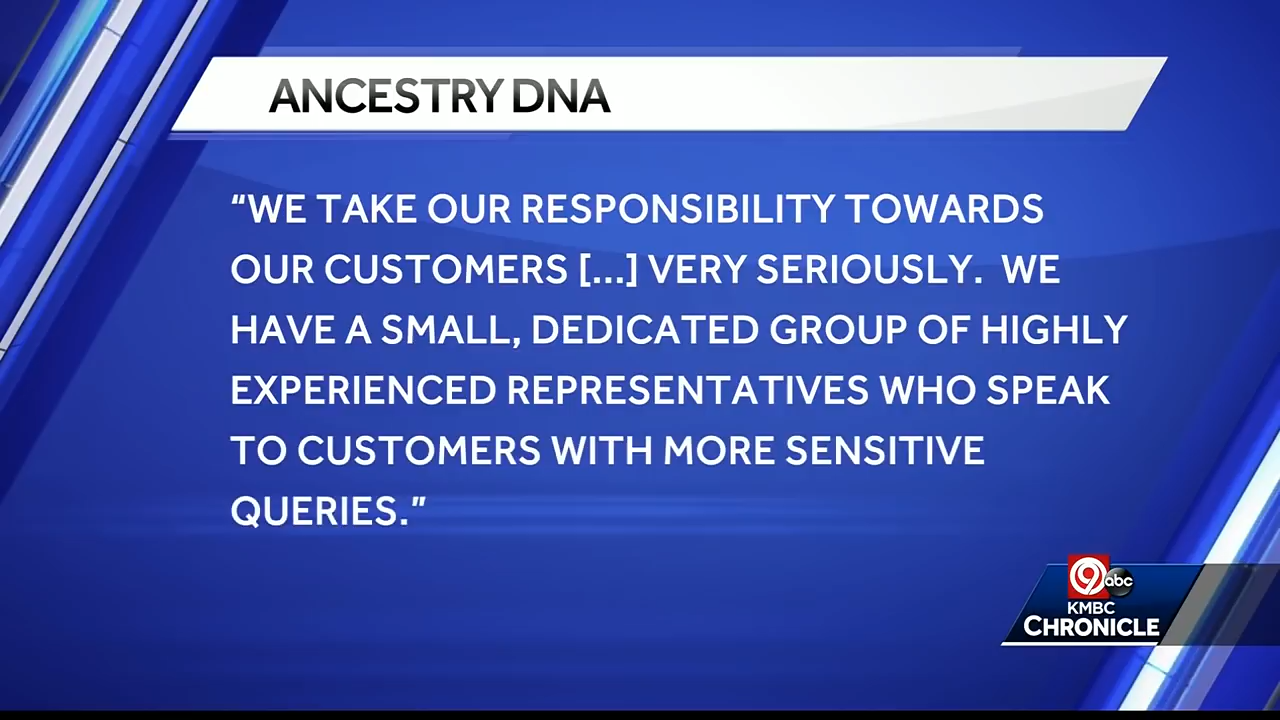 ANCESTRY DNA
“WE TAKE OUR RESPONSIBILITY TOWARDS
OUR CUSTOMERS [...] VERY SERIOUSLY.  WE
HAVE A SMALL, DEDICATED GROUP OF HIGHLY
EXPERIENCED REPRESENTATIVES WHO SPEAK
TO CUSTOMERS WITH MORE SENSITIVE
QUERIES.”
9 abc
KMBC
CHRONICLE